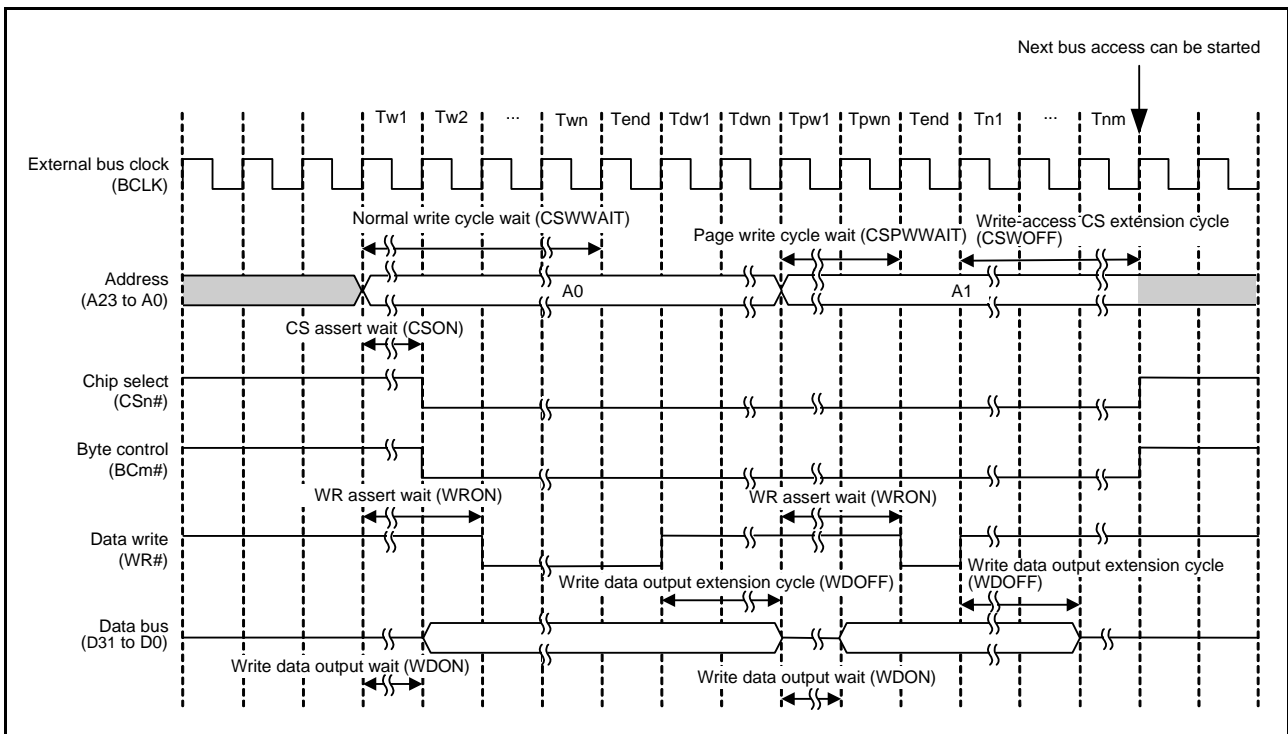 Next bus access can be started
Tw1 Tw2 ... Twn Tend Tdw1 Tdwn Tpw1 Tpwn Tend Tn1 ... Tnm
External bus clock
(BCLK)
Normal write cycle wait (CSWWAIT)
Page write cycle wait (CSPWWAIT)
Write-access CS extension cycle
(CSWOFF)
Address
(A23 to A0)
A0
A1
CS assert wait (CSON)
Chip select
(CSn#)
Byte control
(BCm#)
WR assert wait (WRON)
WR assert wait (WRON)
Data write
(WR#)
Write data output extension cycle (WDOFF)
Write data output extension cycle
(WDOFF)
Data bus
(D31 to D0)
Write data output wait (WDON)
Write data output wait (WDON)